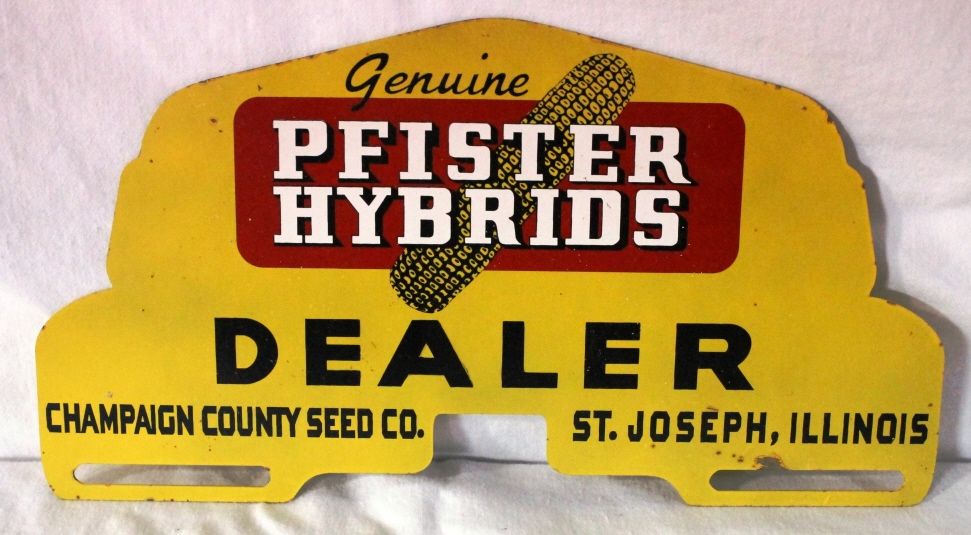 Genuine
PFISTER
HYBRIDS
DEALER
CHAMPAIGN COUNTY SEED CO. ST. JOSEPH, ILLINOIS